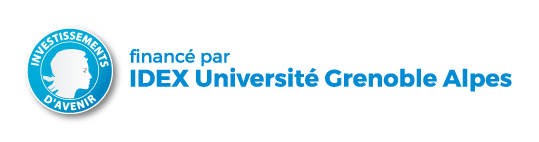 INVESTISSEMENTS
D'AVENIR
financé par
IDEX Université Grenoble Alpes